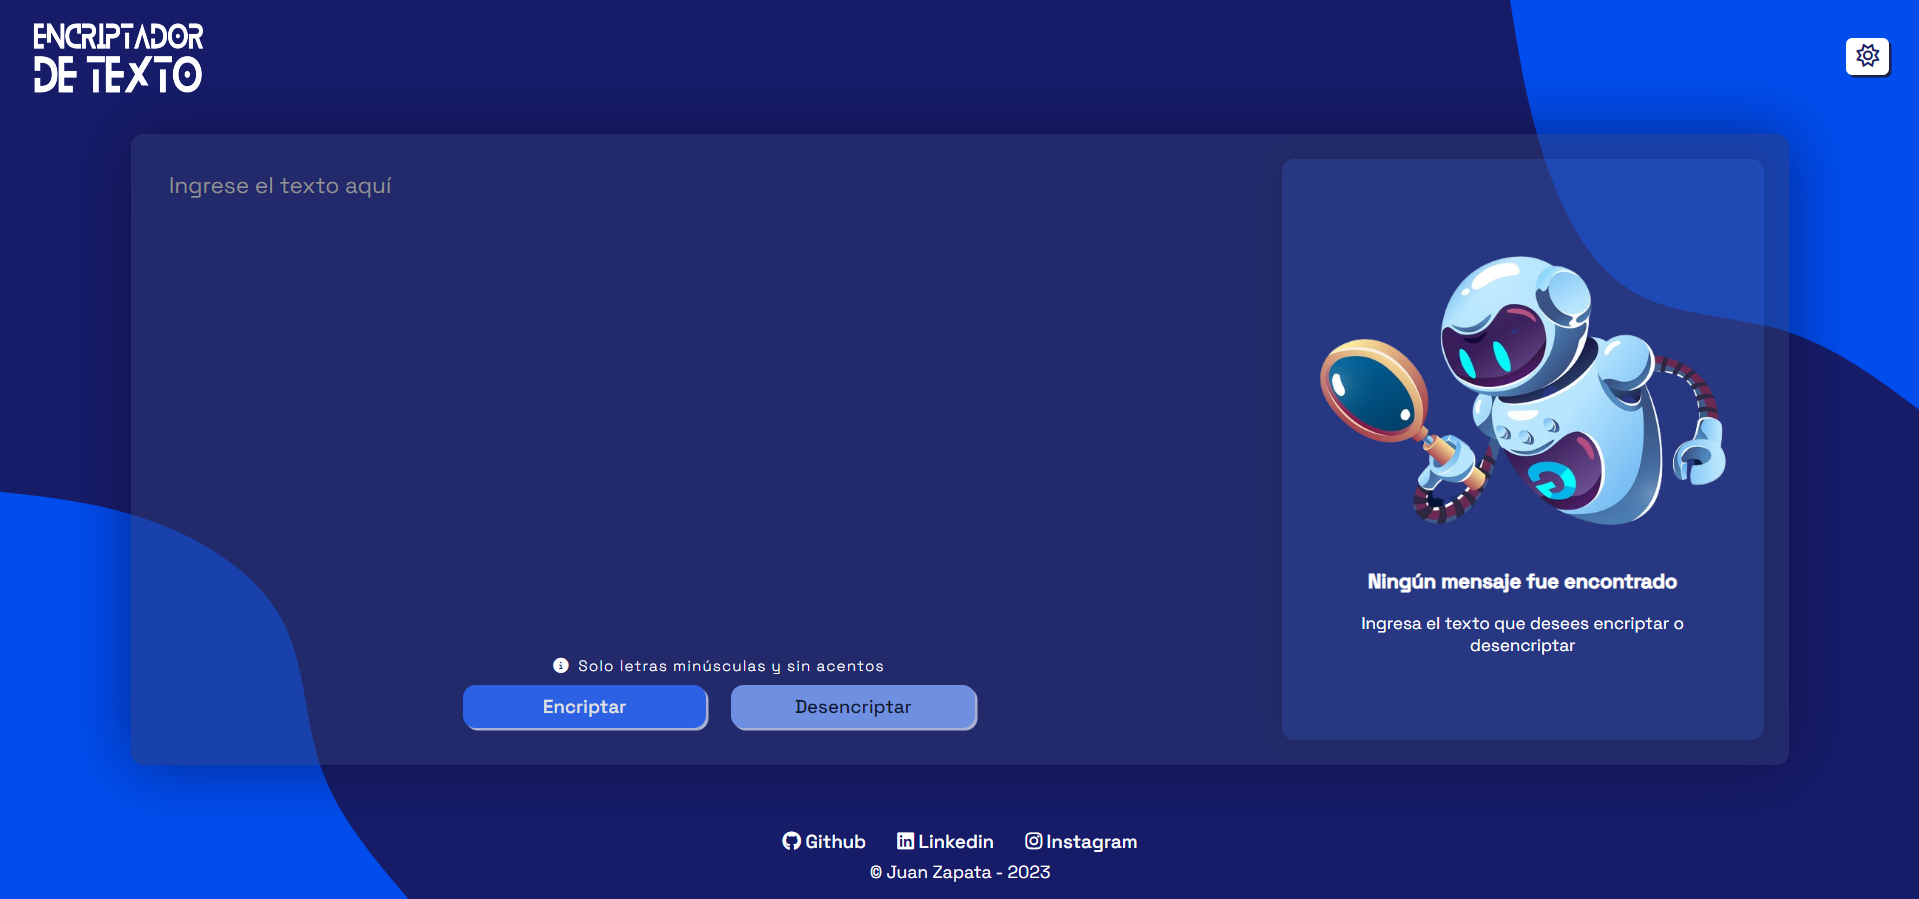 ENCRIPTADOR
DE TEXTO
Ingrese el texto aquí
Solo letras minúsculas y sin acentos
Encriptar
Desencriptar
Ningún mensaje fue encontrado
Ingresa el texto que desees encriptar o
desencriptar
Github
Linkedin
Instagram
© Juan Zapata - 2023